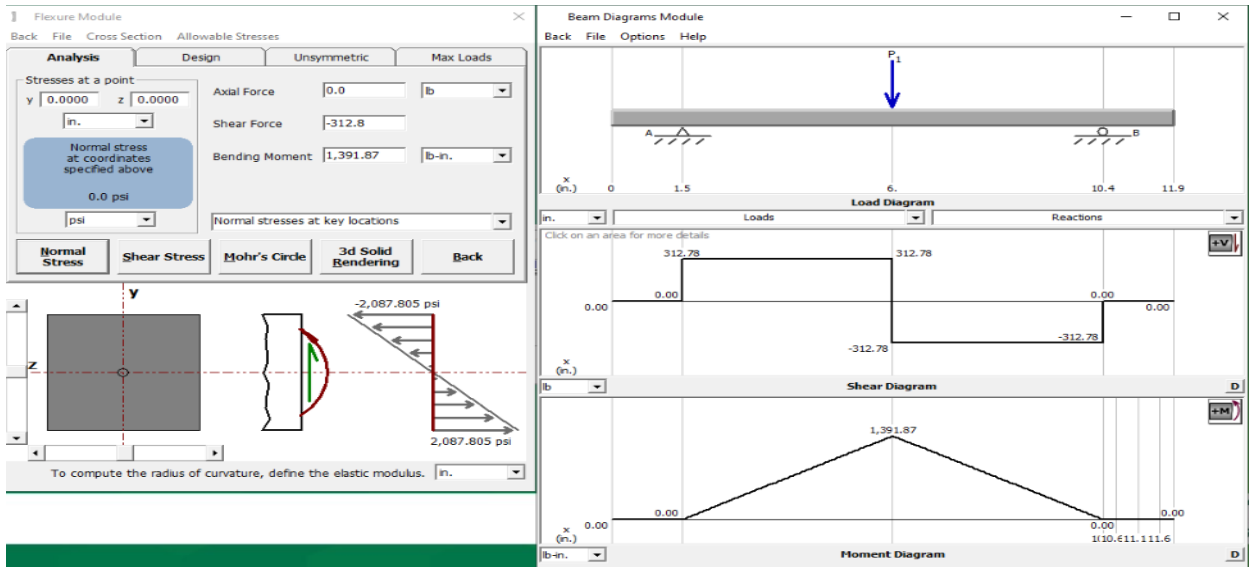 Flexure Module
Back File Cross Section Allowable Stresses
Analysis Design Unsymmetric Max Loads
Stresses at a point
y 0.0000 z 0.0000
in.
Normal stress
at coordinates
specified above
0.0 psi
psi
Axial Force 0.0 lb
Shear Force -312.8
Bending Moment 1,391.87 lb-in.
Normal stresses at key locations
Normal Stress
Shear Stress
Mohr's Circle
3d Solid Rendering
Back
y
z
-2,087.805 psi
2,087.805 psi
To compute the radius of curvature, define the elastic modulus. in.
Beam Diagrams Module
Back File Options Help
P1
A B
x
(in.) 0 1.5 6. 10.4 11.9
Load Diagram
in. Loads Reactions
Click on an area for more details
+V
312.78 312.78
0.00 0.00 0.00 0.00
-312.78 -312.78
x
(in.)
lb Shear Diagram D
+M
1,391.87
0.00 0.00 0.00 0.00
x
(in.)
lb-in. Moment Diagram D